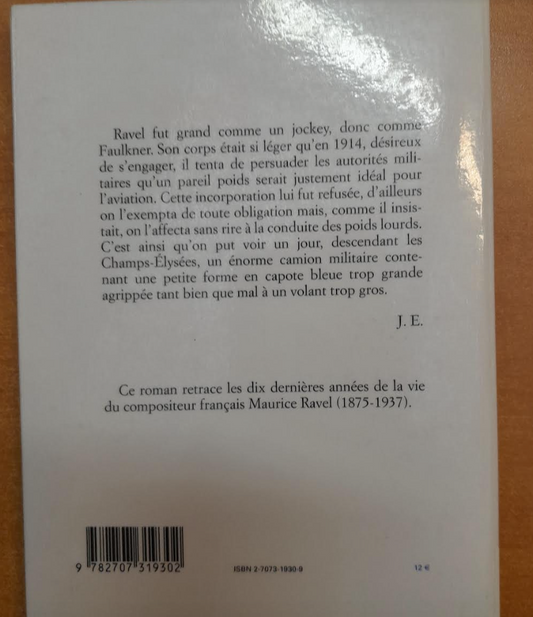 Ravel fut grand comme un jockey, donc comme
Faulkner. Son corps était si léger qu'en 1914, désireux
de s'engager, il tenta de persuader les autorités mili-
taires qu'un pareil poids serait justement idéal pour
l'aviation. Cette incorporation lui fut refusée, d'ailleurs
on l'exempta de toute obligation mais, comme il insis-
tait, on l'affecta sans rire à la conduite des poids lourds.
C'est ainsi qu'on put voir un jour, descendant les
Champs-Élysées, un énorme camion militaire conte-
nant une petite forme en capote bleue trop grande
agrippée tant bien que mal à un volant trop gros.
J. E.
Ce roman retrace les dix dernières années de la vie
du compositeur français Maurice Ravel (1875-1937).
9 782707 319302
ISBN 2-7073-1930-9
12 €